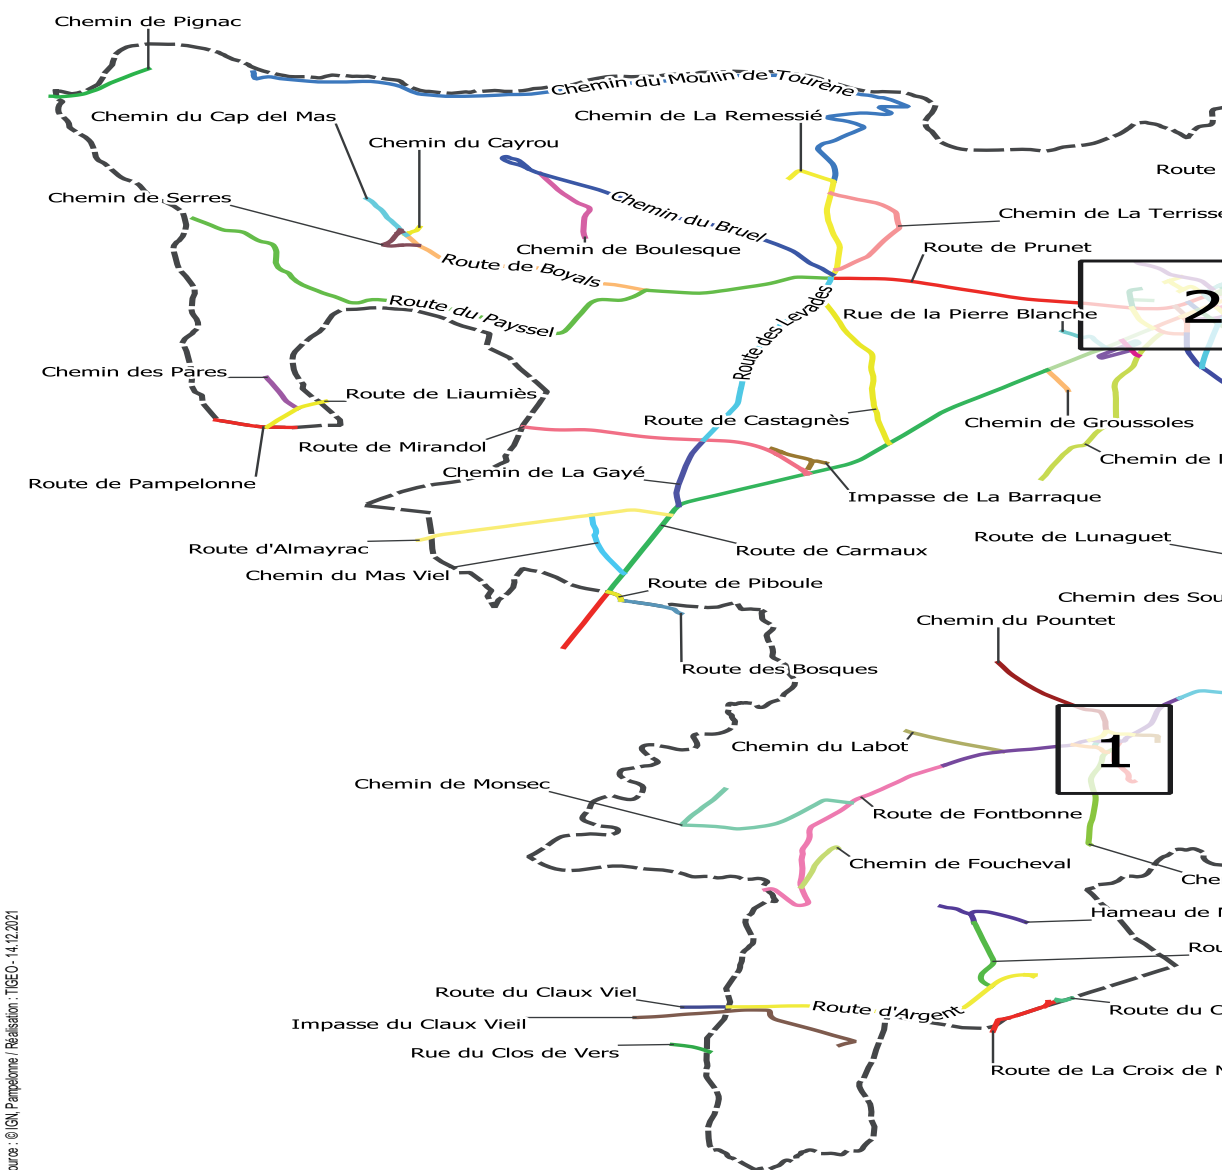 Chemin de Pignac
Chemin du Moulin de Tourène
Chemin du Cap del Mas
Chemin de La Remessié
Chemin du Cayrou
Route
Chemin de Serres
Chemin du Bruel
Chemin de La Terrisse
Chemin de Boulesque
Route de Prunet
Route de Boyals
Route du Payssel
Route des Levades
Rue de la Pierre Blanche
2
Chemin des Pares
Route de Liaumiès
Route de Castagnès
Chemin de Groussoles
Route de Mirandol
Chemin de
Chemin de La Gayé
Route de Pampelonne
Impasse de La Barraque
Route d'Almayrac
Route de Carmaux
Route de Lunaguet
Chemin du Mas Viel
Route de Piboule
Chemin des Sou
Chemin du Pountet
Route des Bosques
Chemin du Labot
1
Chemin de Monsec
Route de Fontbonne
Chemin de Foucheval
Che
Hameau de
Rou
Route du Claux Viel
Route d'Argent
Route du C
Impasse du Claux Vieil
Rue du Clos de Vers
Route de La Croix de
ource : © IGN, Pampelonne / Réalisation : TIGEO - 14.12.2021